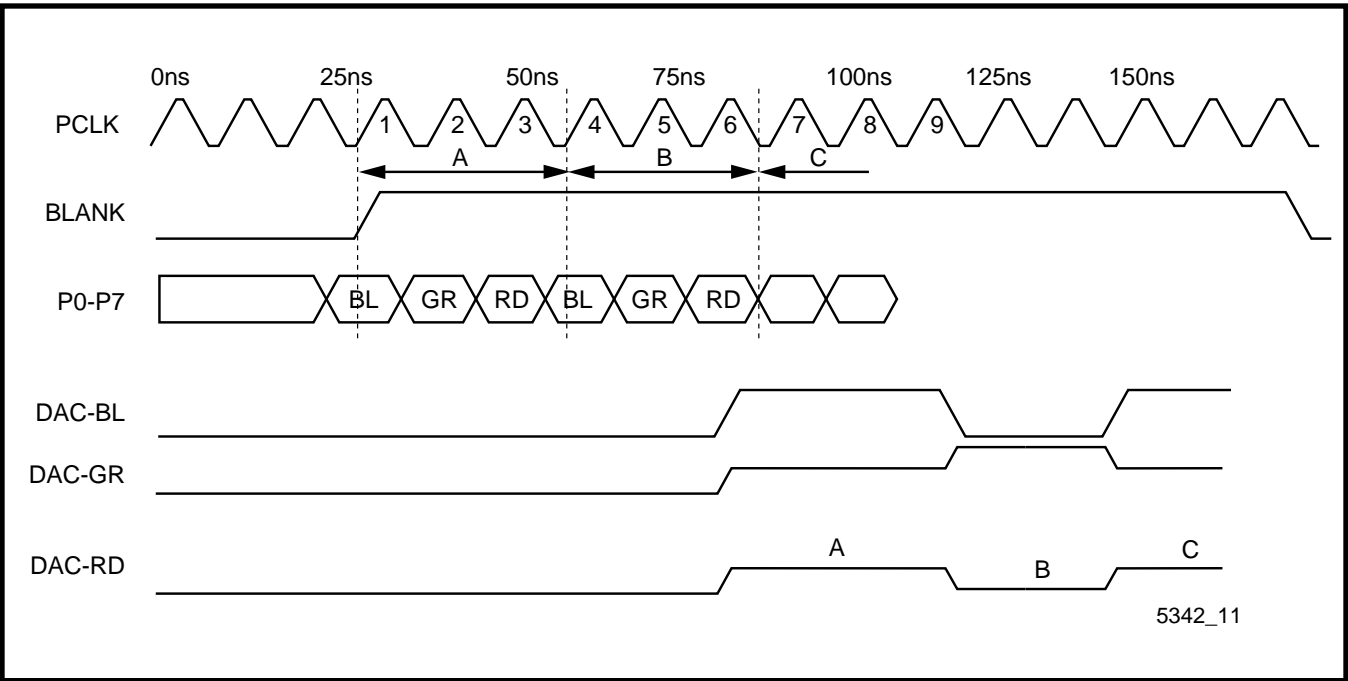 0ns 25ns 50ns 75ns 100ns 125ns 150ns
PCLK 1 2 3 4 5 6 7 8 9
A B C
BLANK
P0-P7 BL GR RD BL GR RD
DAC-BL
DAC-GR
DAC-RD A B C
5342_11